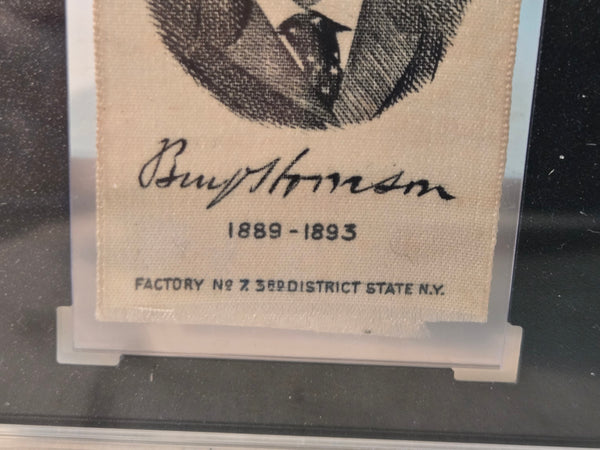 Benj Harrison
1889-1893
FACTORY Nº 7 3RD DISTRICT STATE N.Y.